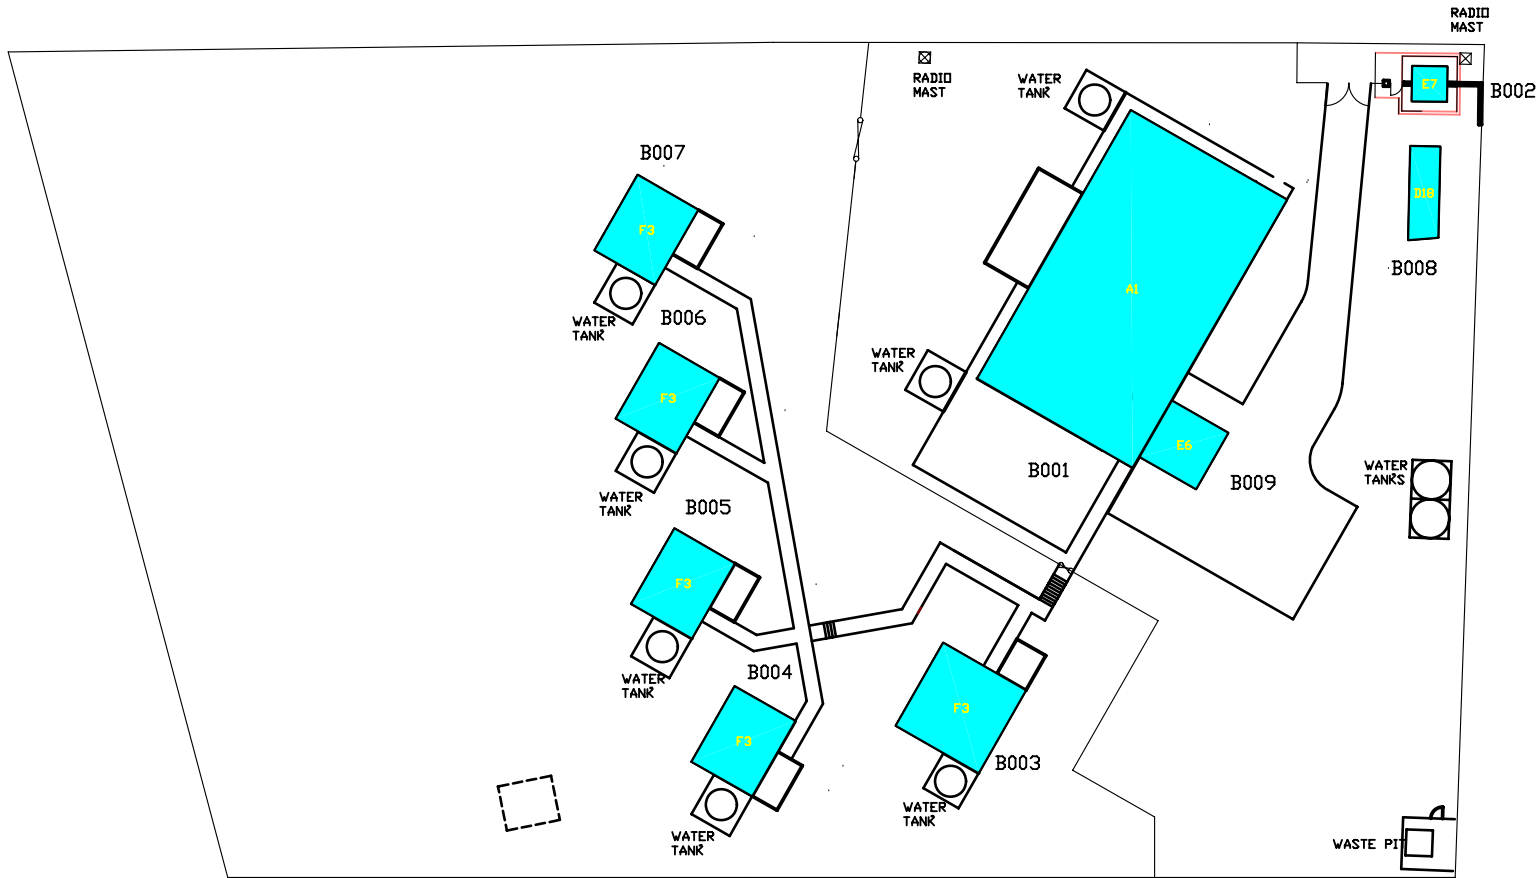 RADIO
MAST
RADIO
MAST
WATER
TANK
E7
B002
B007
D18
F3
B008
A1
B006
WATER
TANK
WATER
TANK
F3
E6
B001
B009
WATER
TANKS
WATER
TANK
B005
F3
B004
WATER
TANK
F3
F3
B003
WATER
TANK
WATER
TANK
WASTE PIT